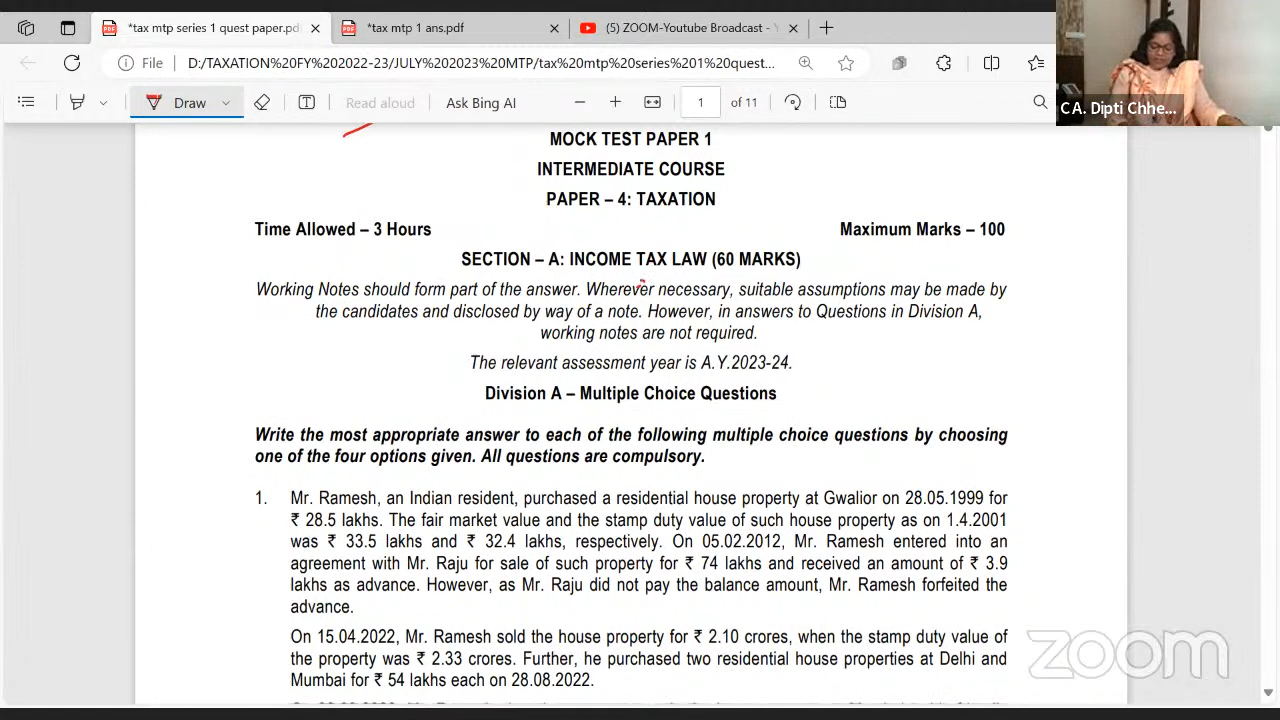 *tax mtp series 1 quest paper.pd
*tax mtp 1 ans.pdf
(5) ZOOM-Youtube Broadcast - Y
File
D:/TAXATION%20FY%202022-23/JULY%202023%20MTP/tax%20mtp%20series%201%20quest...
Draw
Read aloud
Ask Bing AI
1
of 11
CA. Dipti Chhe...
MOCK TEST PAPER 1
INTERMEDIATE COURSE
PAPER – 4: TAXATION
Time Allowed – 3 Hours
Maximum Marks – 100
SECTION – A: INCOME TAX LAW (60 MARKS)
Working Notes should form part of the answer. Wherever necessary, suitable assumptions may be made by
the candidates and disclosed by way of a note. However, in answers to Questions in Division A,
working notes are not required.
The relevant assessment year is A.Y.2023-24.
Division A – Multiple Choice Questions
Write the most appropriate answer to each of the following multiple choice questions by choosing
one of the four options given. All questions are compulsory.
1. Mr. Ramesh, an Indian resident, purchased a residential house property at Gwalior on 28.05.1999 for
₹ 28.5 lakhs. The fair market value and the stamp duty value of such house property as on 1.4.2001
was ₹ 33.5 lakhs and ₹ 32.4 lakhs, respectively. On 05.02.2012, Mr. Ramesh entered into an
agreement with Mr. Raju for sale of such property for ₹ 74 lakhs and received an amount of ₹ 3.9
lakhs as advance. However, as Mr. Raju did not pay the balance amount, Mr. Ramesh forfeited the
advance.
On 15.04.2022, Mr. Ramesh sold the house property for ₹ 2.10 crores, when the stamp duty value of
the property was ₹ 2.33 crores. Further, he purchased two residential house properties at Delhi and
Mumbai for ₹ 54 lakhs each on 28.08.2022.
zoom